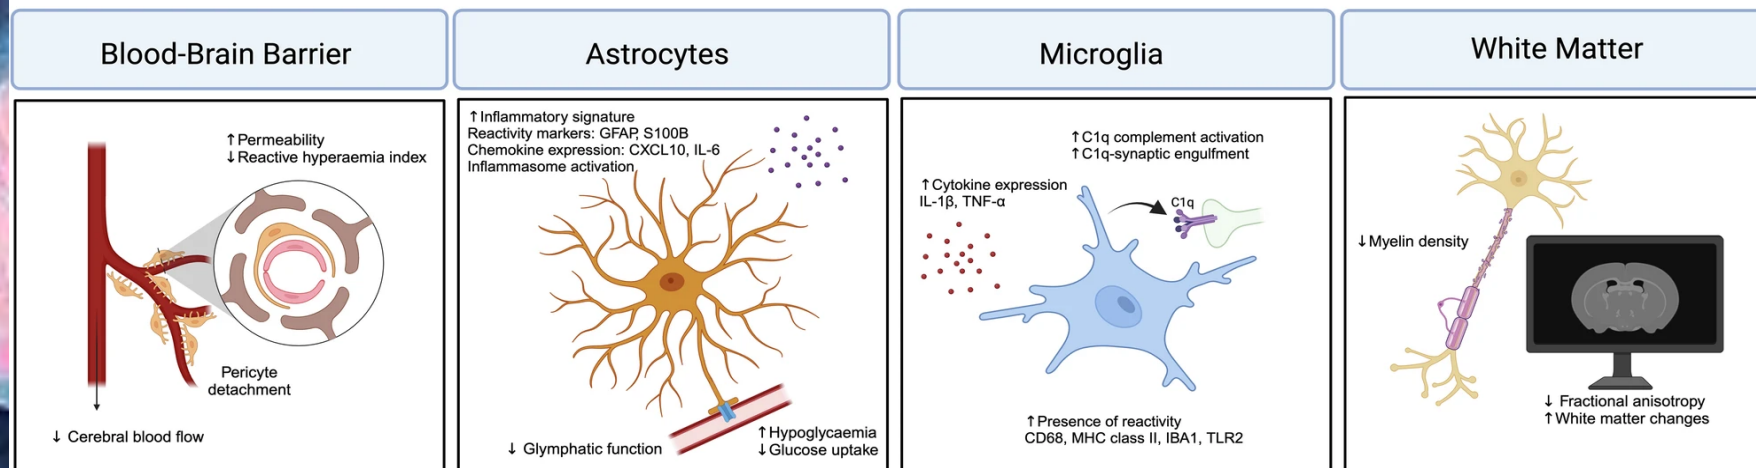 Blood-Brain Barrier
↑Permeability
↓Reactive hyperaemia index
Pericyte
detachment
↓ Cerebral blood flow
Astrocytes
↑Inflammatory signature
Reactivity markers: GFAP, S100B
Chemokine expression: CXCL10, IL-6
Inflammasome activation
↓ Glymphatic function
↑Hypoglycaemia
↓Glucose uptake
Microglia
↑C1q complement activation
↑C1q-synaptic engulfment
↑Cytokine expression
IL-1β, TNF-α
C1q
↑Presence of reactivity
CD68, MHC class II, IBA1, TLR2
White Matter
↓Myelin density
↓ Fractional anisotropy
↑White matter changes